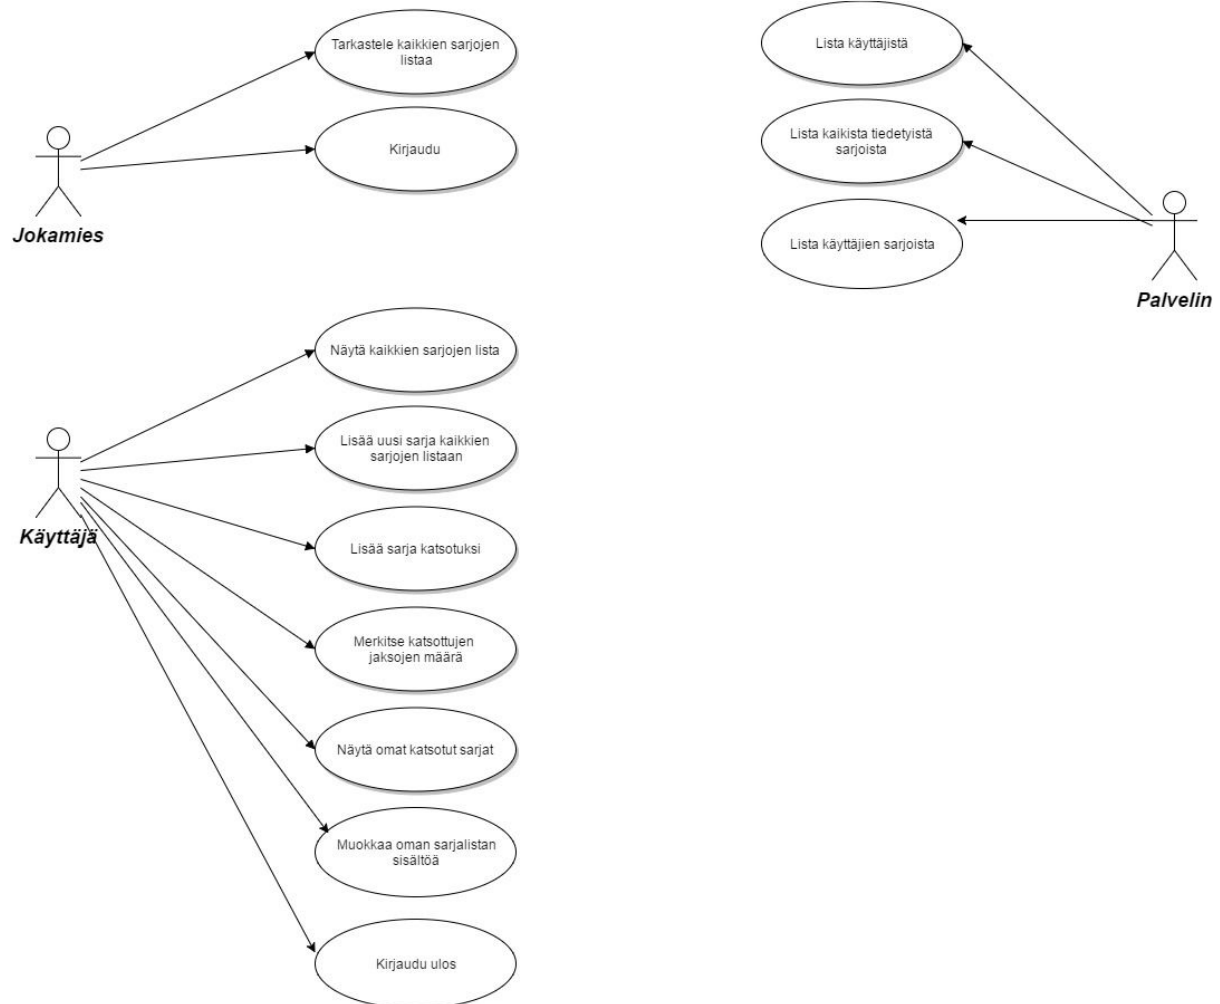 Tarkastele kaikkien sarjojen
listaa
Kirjaudu
Jokamies
Lista käyttäjistä
Lista kaikista tiedetyistä
sarjoista
Lista käyttäjien sarjoista
Palvelin
Näytä kaikkien sarjojen lista
Lisää uusi sarja kaikkien
sarjojen listaan
Käyttäjä
Lisää sarja katsotuksi
Merkitse katsottujen
jaksojen määrä
Näytä omat katsotut sarjat
Muokkaa oman sarjalistan
sisältöä
Kirjaudu ulos